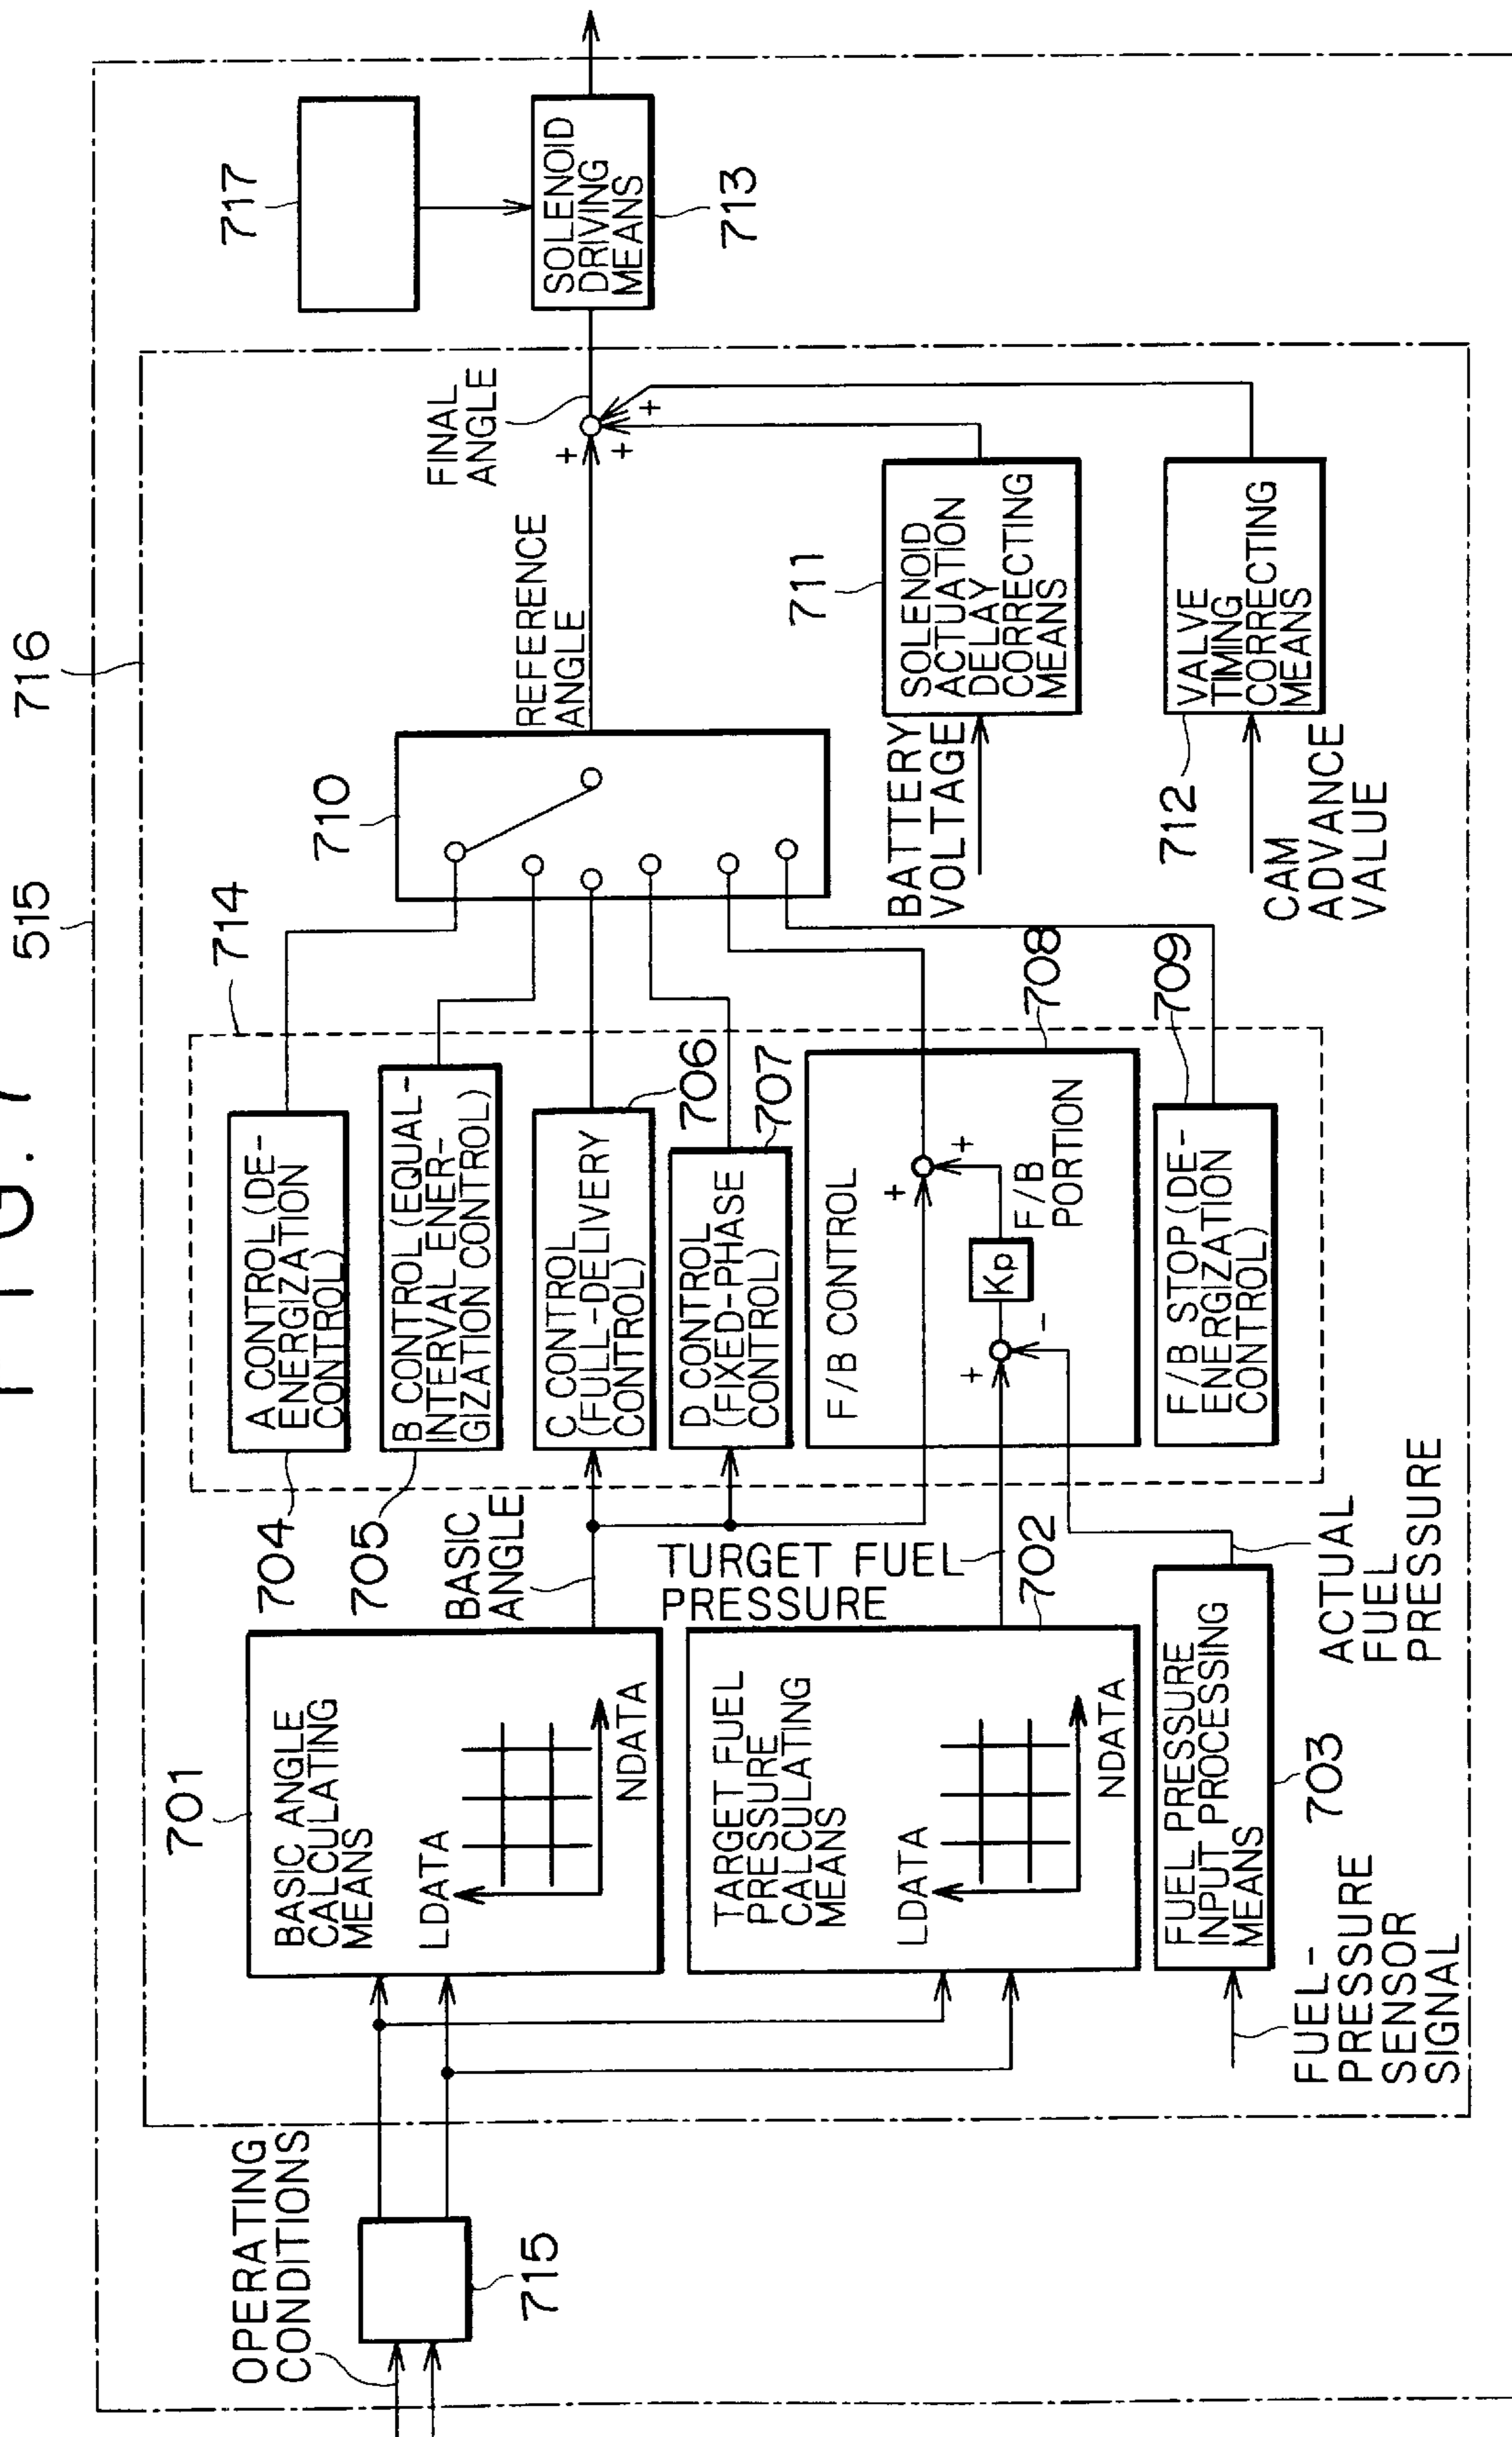 FIG. 7
515
716
OPERATING
CONDITIONS
715
701
BASIC ANGLE
CALCULATING
MEANS
LDATA
NDATA
TARGET FUEL
PRESSURE
CALCULATING
MEANS
LDATA
NDATA
702
FUEL PRESSURE
INPUT PROCESSING
MEANS
703
FUEL-
PRESSURE
SENSOR
SIGNAL
BASIC
ANGLE
TURGET FUEL
PRESSURE
ACTUAL
FUEL
PRESSURE
714
704
A CONTROL (DE-
ENERGIZATION
CONTROL)
705
B CONTROL (EQUAL-
INTERVAL ENER-
GIZATION CONTROL)
C CONTROL
(FULL-DELIVERY
CONTROL)
706
D CONTROL
(FIXED-PHASE
CONTROL)
707
F/B CONTROL
+
-
Kp
F/B
PORTION
+
+
708
F/B STOP (DE-
ENERGIZATION
CONTROL)
709
710
REFERENCE
ANGLE
BATTERY
VOLTAGE
711
SOLENOID
ACTUATION
DELAY
CORRECTING
MEANS
CAM
ADVANCE
VALUE
712
VALVE
TIMING
CORRECTING
MEANS
FINAL
ANGLE
+
+
+
717
SOLENOID
DRIVING
MEANS
713